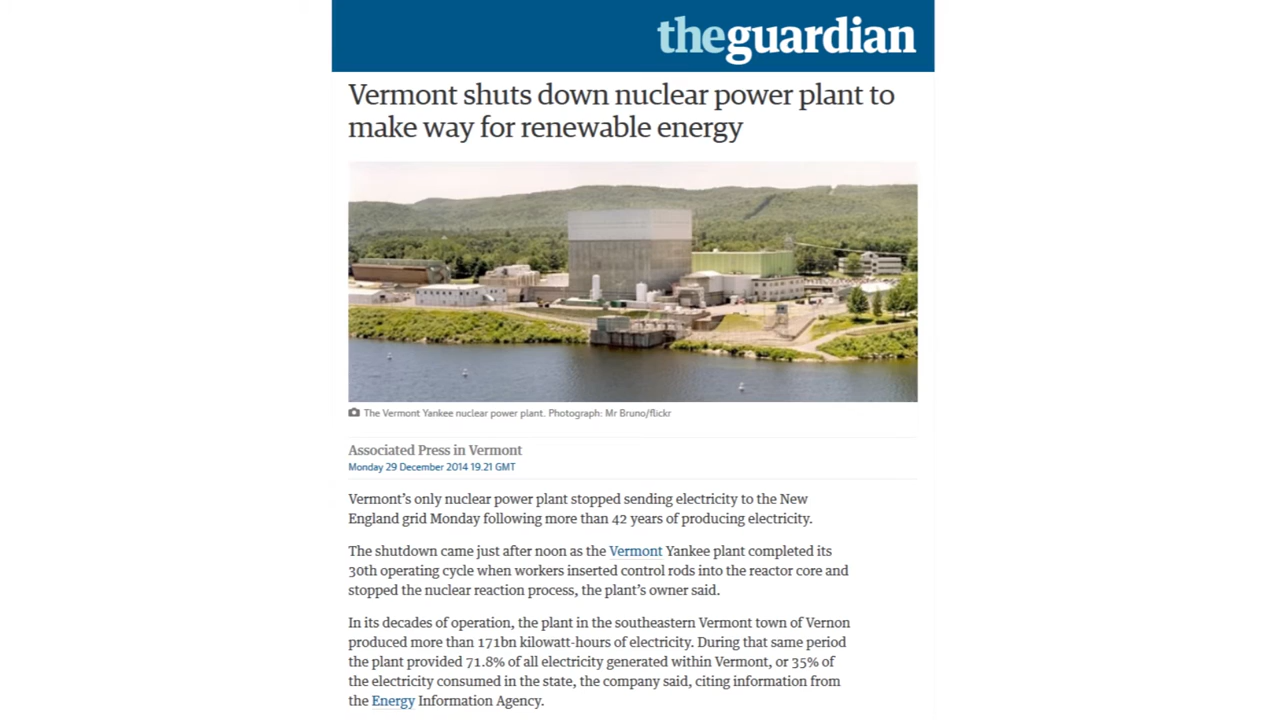 theguardian
Vermont shuts down nuclear power plant to
make way for renewable energy
The Vermont Yankee nuclear power plant. Photograph: Mr Bruno/flickr
Associated Press in Vermont
Monday 29 December 2014 19.21 GMT
Vermont’s only nuclear power plant stopped sending electricity to the New
England grid Monday following more than 42 years of producing electricity.
The shutdown came just after noon as the Vermont Yankee plant completed its
30th operating cycle when workers inserted control rods into the reactor core and
stopped the nuclear reaction process, the plant’s owner said.
In its decades of operation, the plant in the southeastern Vermont town of Vernon
produced more than 171bn kilowatt-hours of electricity. During that same period
the plant provided 71.8% of all electricity generated within Vermont, or 35% of
the electricity consumed in the state, the company said, citing information from
the Energy Information Agency.